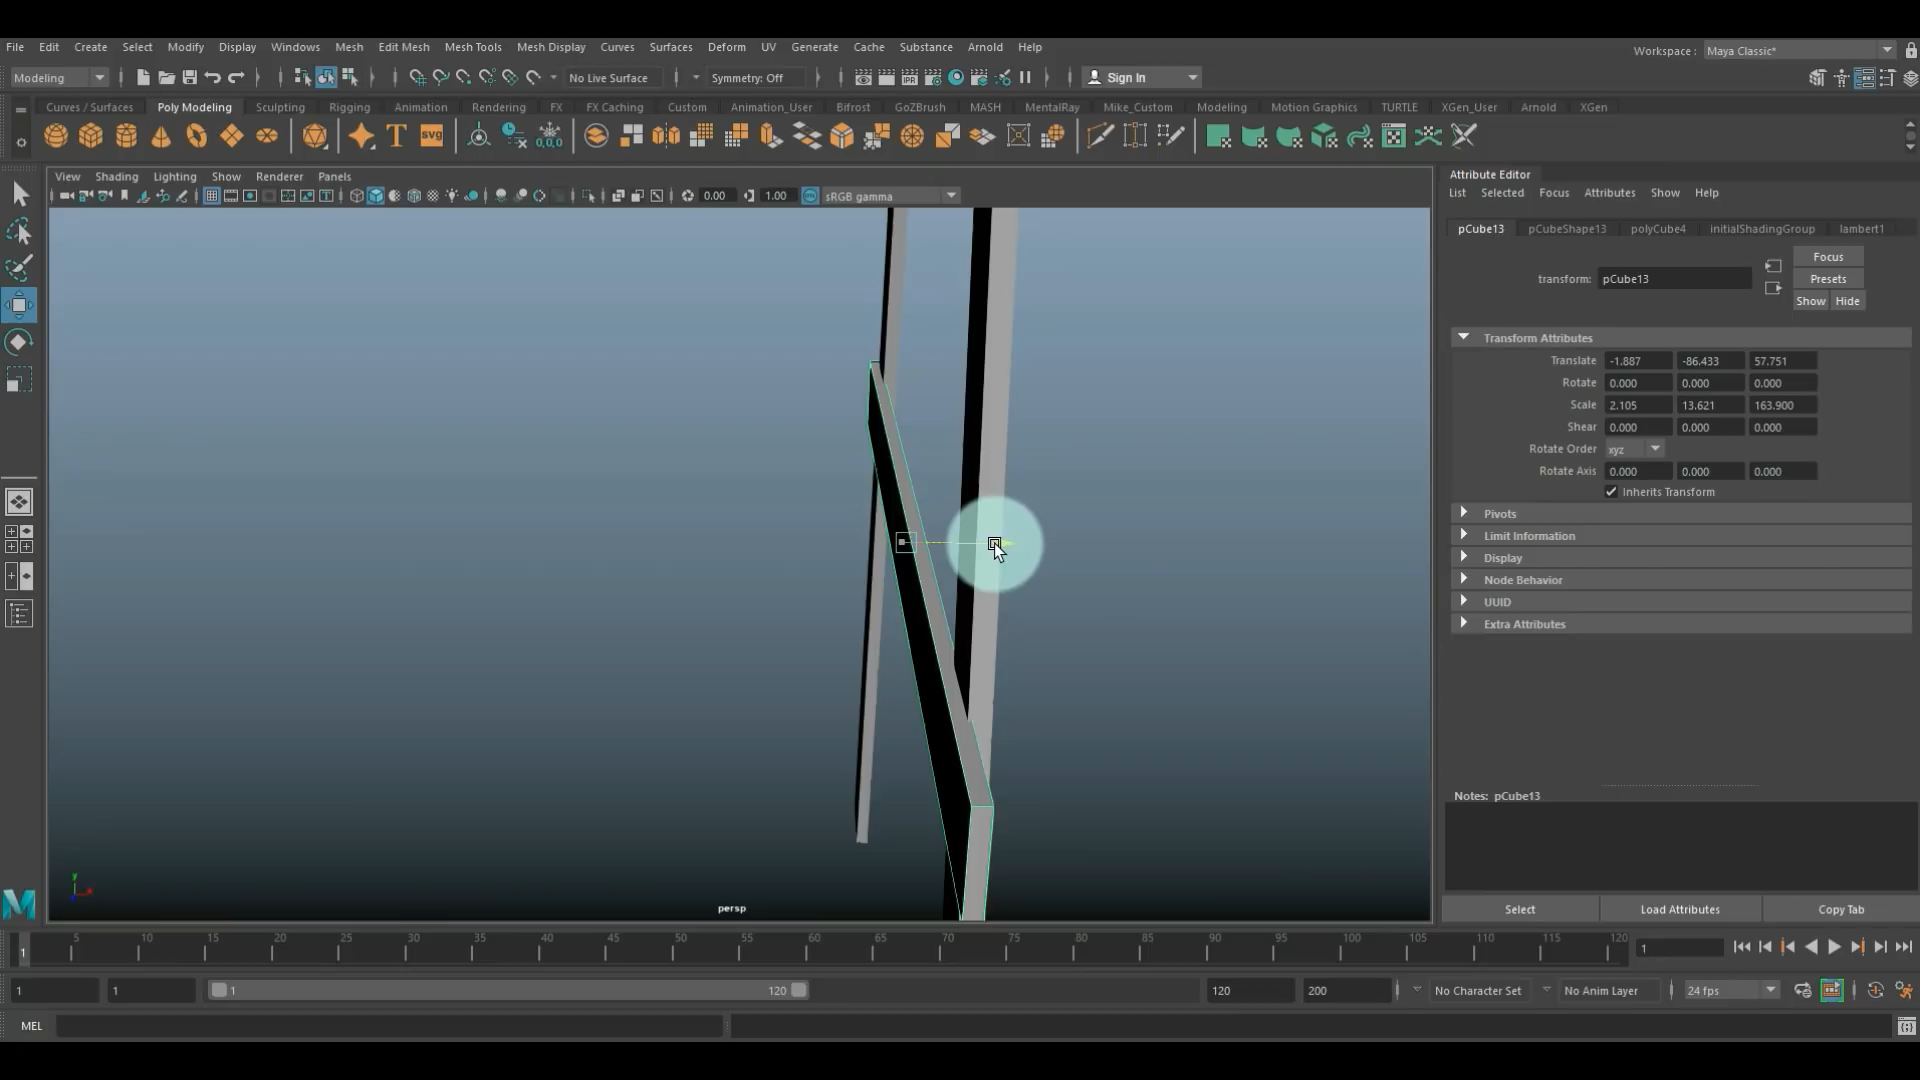 File Edit Create Select Modify Display Windows Mesh Edit Mesh Mesh Tools Mesh Display Curves Surfaces Deform UV Generate Cache Substance Arnold Help
Workspace : Maya Classic*
Modeling No Live Surface Symmetry: Off Sign In
Curves / Surfaces Poly Modeling Sculpting Rigging Animation Rendering FX FX Caching Custom Animation_User Bifrost GoZBrush MASH MentalRay Mike_Custom Modeling Motion Graphics TURTLE XGen_User Arnold XGen
T svg 0,0,0
View Shading Lighting Show Renderer Panels
0.00 1.00 sRGB gamma
Attribute Editor
List Selected Focus Attributes Show Help
pCube13 pCubeShape13 polyCube4 initialShadingGroup lambert1
transform: pCube13
Focus
Presets
Show Hide
Transform Attributes
Translate -1.887 -86.433 57.751
Rotate 0.000 0.000 0.000
Scale 2.105 13.621 163.900
Shear 0.000 0.000 0.000
Rotate Order xyz
Rotate Axis 0.000 0.000 0.000
Inherits Transform
Pivots
Limit Information
Display
Node Behavior
UUID
Extra Attributes
Notes: pCube13
Select Load Attributes Copy Tab
y
persp
1 5 10 15 20 25 30 35 40 45 50 55 60 65 70 75 80 85 90 95 100 105 110 115 120 1
1 1 1 120 120 200 No Character Set No Anim Layer 24 fps
MEL